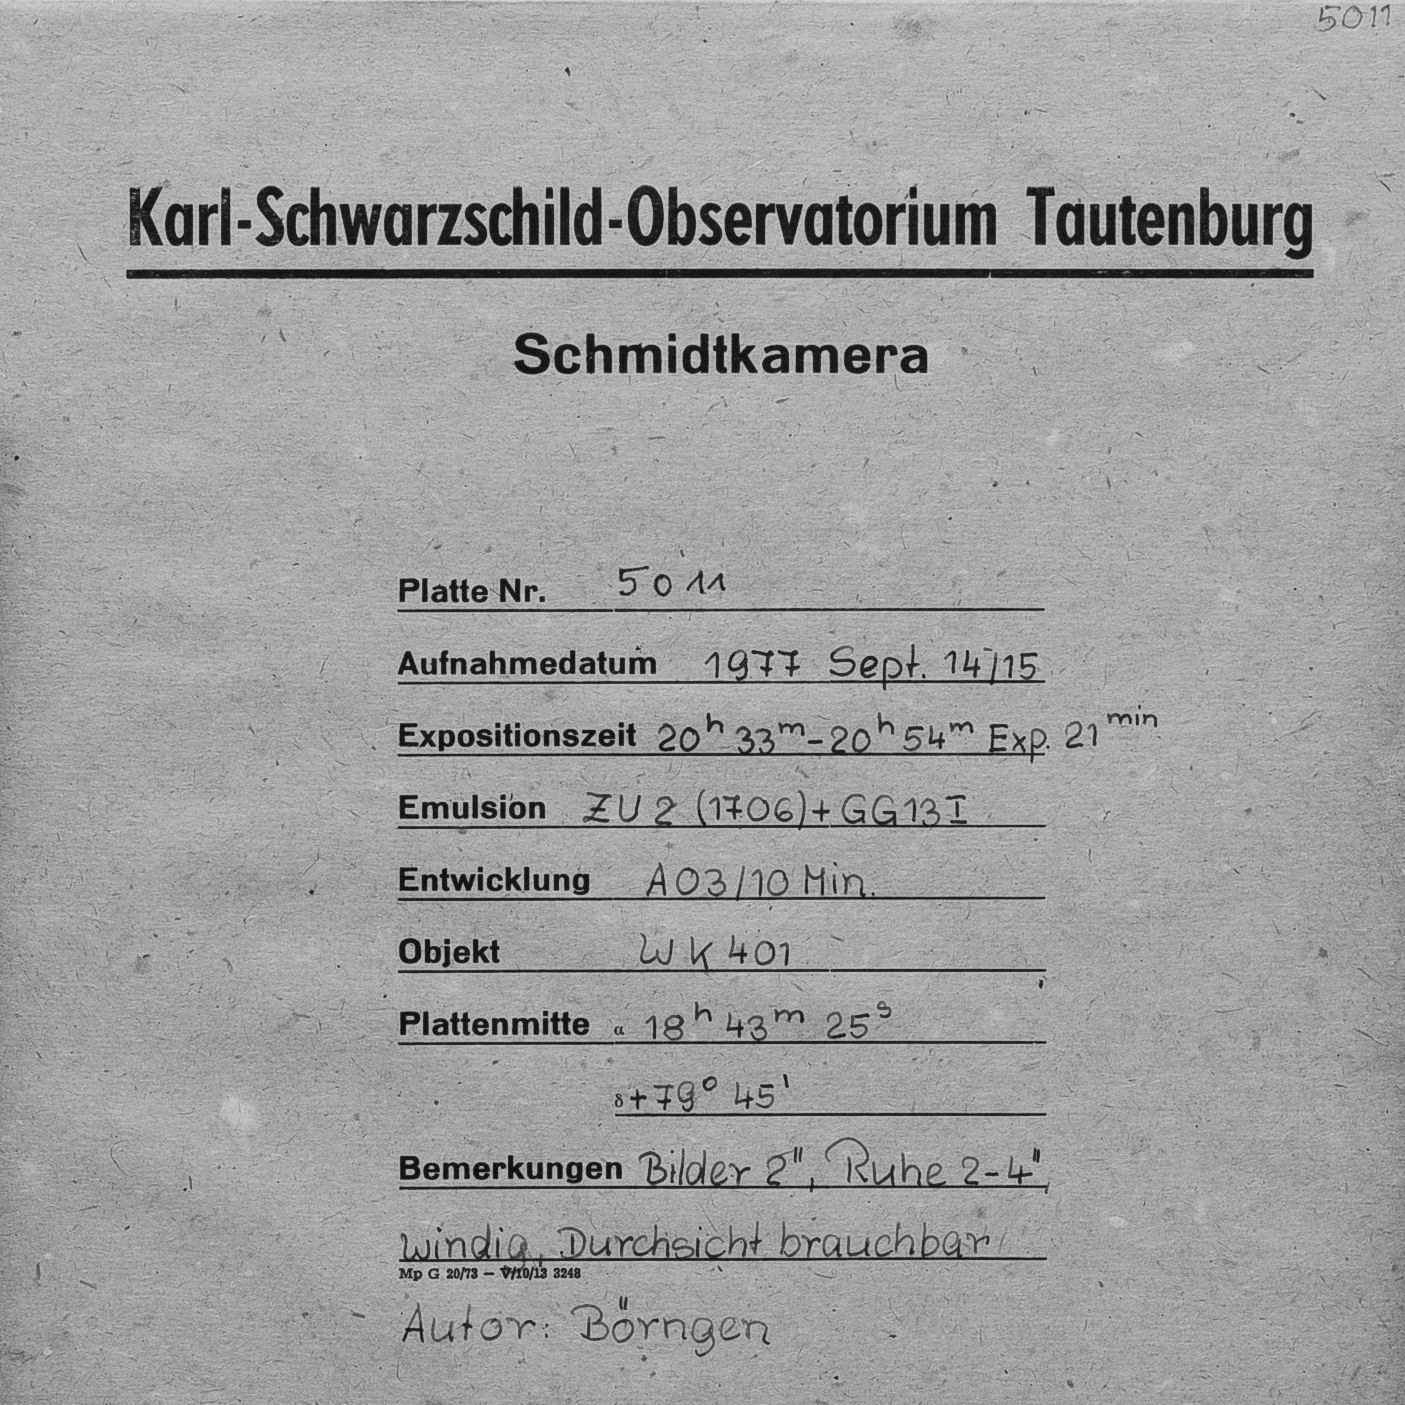 5011
Karl-Schwarzschild-Observatorium Tautenburg
Schmidtkamera
Platte Nr. 5011
Aufnahmedatum 1977 Sept. 14/15
Expositionszeit 20h 33m-20h 54m Exp. 21min
Emulsion ZU 2 (1706)+GG13I
Entwicklung A03/10 Min.
Objekt WK 401
Plattenmitte α 18h 43m 25s
δ +79° 45'
Bemerkungen Bilder 2", Ruhe 2-4",
windig, Durchsicht brauchbar
Mp G 20/73 — V/10/13 3248
Autor: Börngen